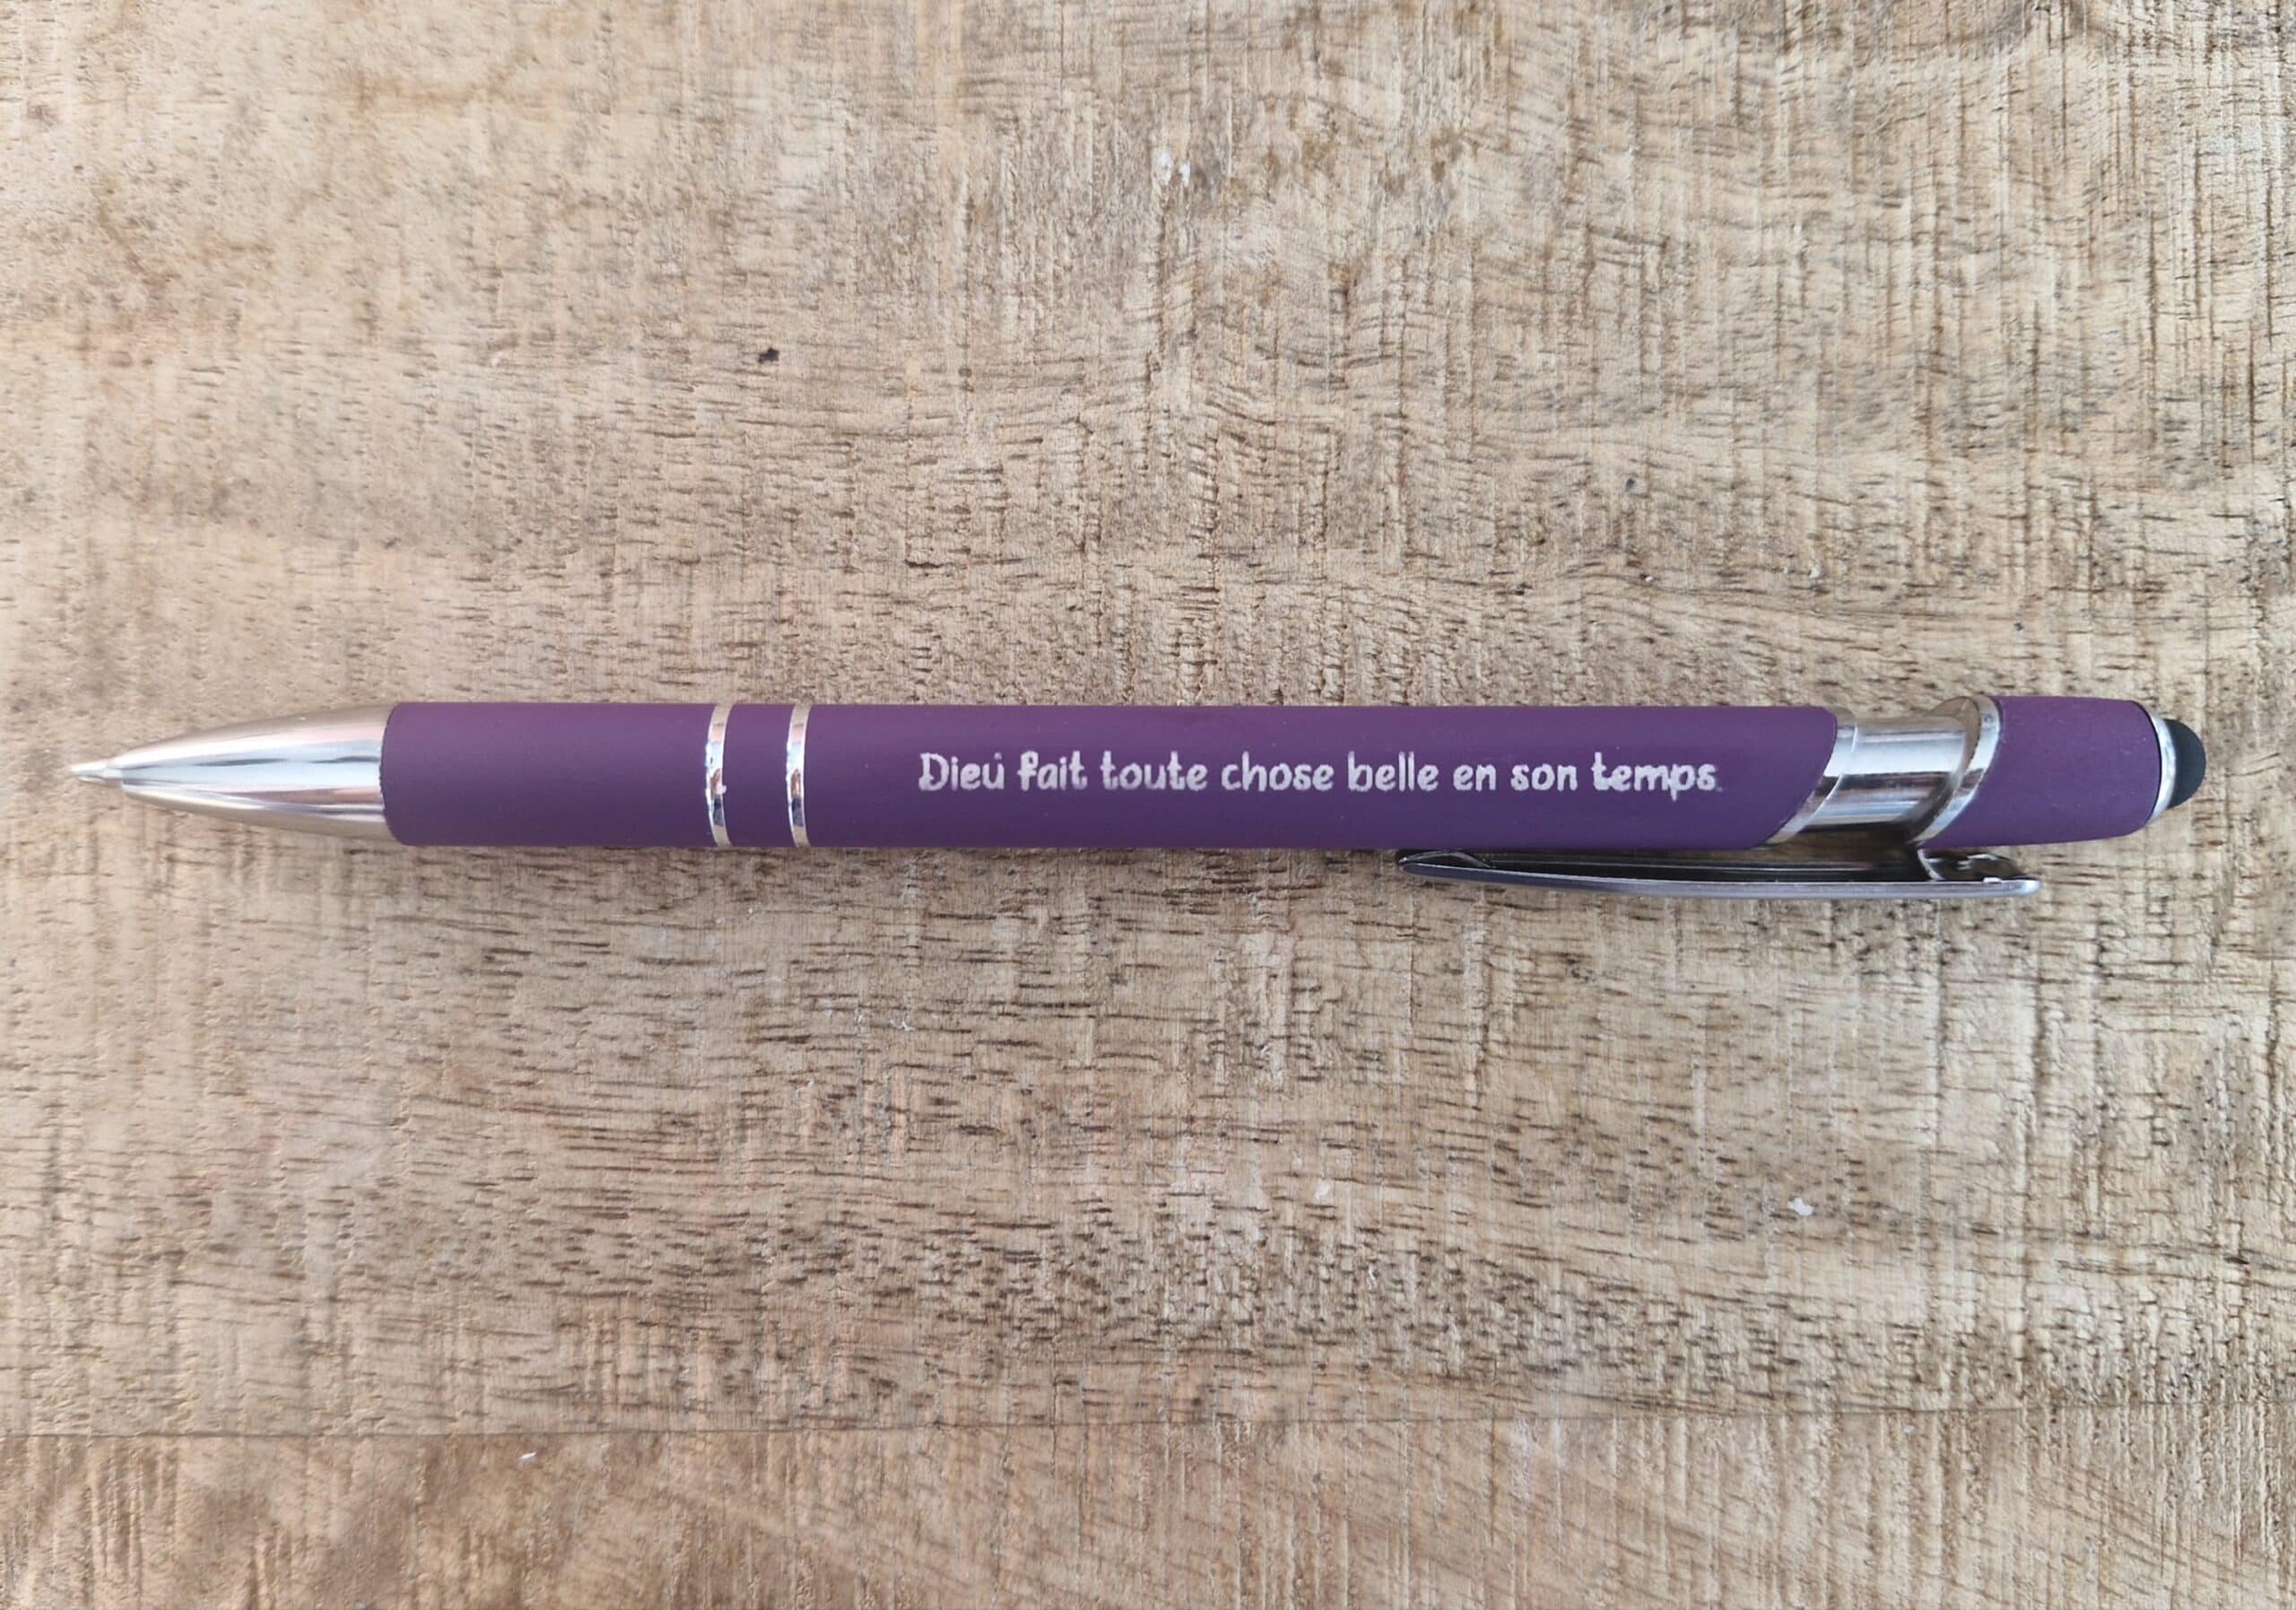 Dieu fait toute chose belle en son temps.